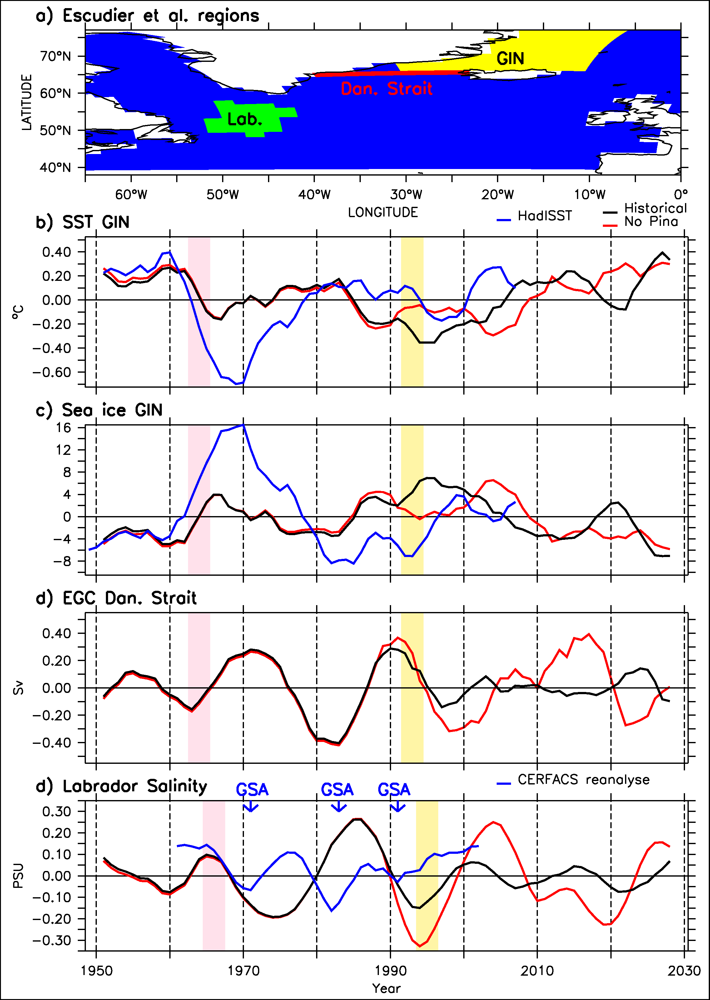 a) Escudier et al. regions
70°N
60°N
50°N
40°N
LATITUDE
GIN
Dan. Strait
Lab.
60°W 50°W 40°W 30°W 20°W 10°W 0°
LONGITUDE
HadISST
Historical
No Pina
b) SST GIN
0.40
0.20
0.00
−0.20
−0.40
−0.60
°C
c) Sea ice GIN
16
12
8
4
0
−4
−8
d) EGC Dan. Strait
0.40
0.20
0.00
−0.20
−0.40
Sv
d) Labrador Salinity
GSA GSA GSA
CERFACS reanalyse
0.30
0.20
0.10
0.00
−0.10
−0.20
−0.30
PSU
1950 1970 1990 2010 2030
Year